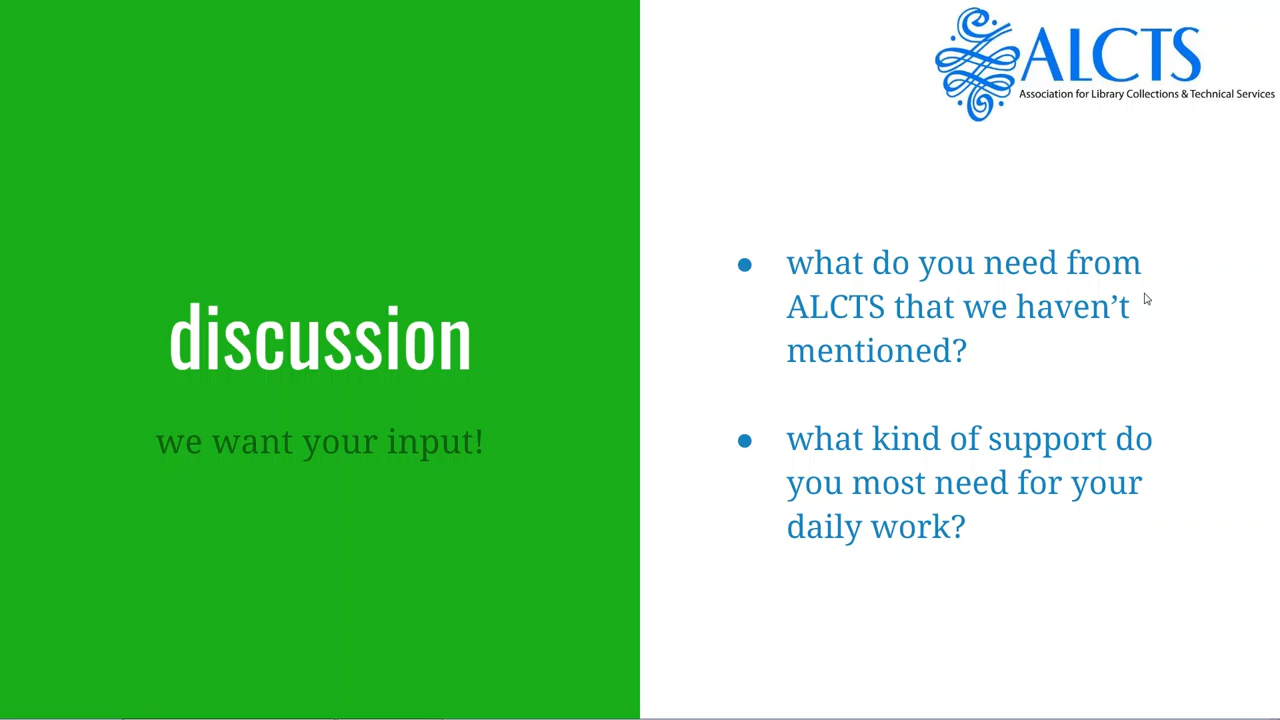 ALCTS
Association for Library Collections & Technical Services
discussion
we want your input!
● what do you need from
ALCTS that we haven’t
mentioned?
● what kind of support do
you most need for your
daily work?